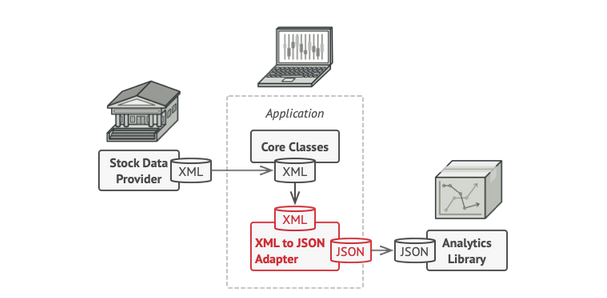 Application
Stock Data
Provider
XML
Core Classes
XML
XML
XML to JSON
Adapter
JSON
JSON
Analytics
Library